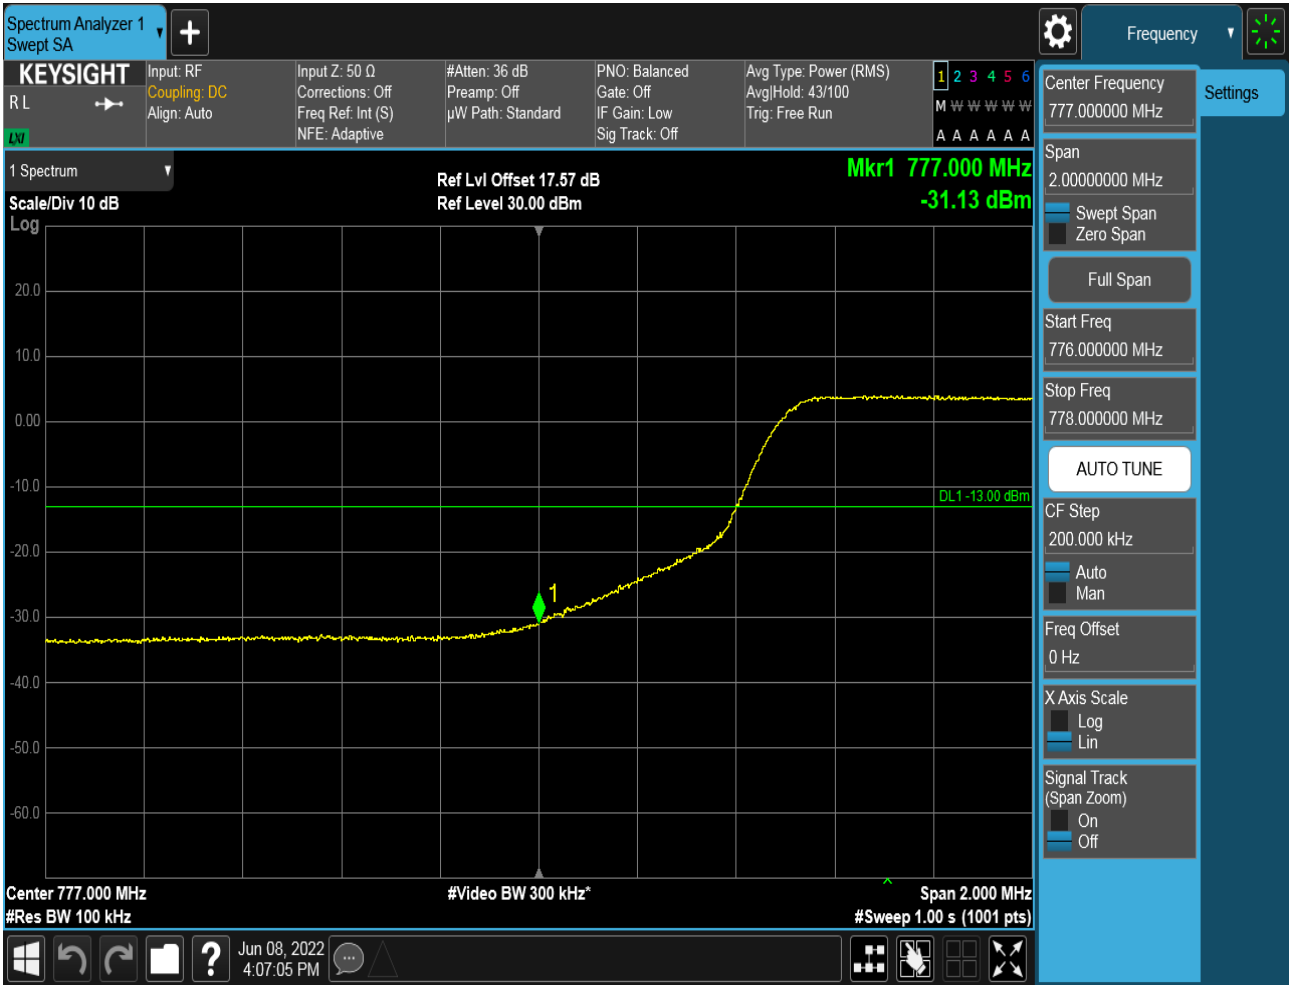 Spectrum Analyzer 1
Swept SA
+
Frequency
KEYSIGHT
R L
LXI
Input: RF
Coupling: DC
Align: Auto
Input Z: 50 Ω
Corrections: Off
Freq Ref: Int (S)
NFE: Adaptive
#Atten: 36 dB
Preamp: Off
µW Path: Standard
PNO: Balanced
Gate: Off
IF Gain: Low
Sig Track: Off
Avg Type: Power (RMS)
Avg|Hold: 43/100
Trig: Free Run
1 2 3 4 5 6
M W W W W W
A A A A A A
1 Spectrum
Scale/Div 10 dB
Log
Ref Lvl Offset 17.57 dB
Ref Level 30.00 dBm
Mkr1 777.000 MHz
-31.13 dBm
20.0
10.0
0.00
-10.0
-20.0
-30.0
-40.0
-50.0
-60.0
DL1 -13.00 dBm
1
Center 777.000 MHz
#Res BW 100 kHz
#Video BW 300 kHz*
Span 2.000 MHz
#Sweep 1.00 s (1001 pts)
Center Frequency
777.000000 MHz
Span
2.00000000 MHz
Swept Span
Zero Span
Full Span
Start Freq
776.000000 MHz
Stop Freq
778.000000 MHz
AUTO TUNE
CF Step
200.000 kHz
Auto
Man
Freq Offset
0 Hz
X Axis Scale
Log
Lin
Signal Track
(Span Zoom)
On
Off
Settings
?
Jun 08, 2022
4:07:05 PM